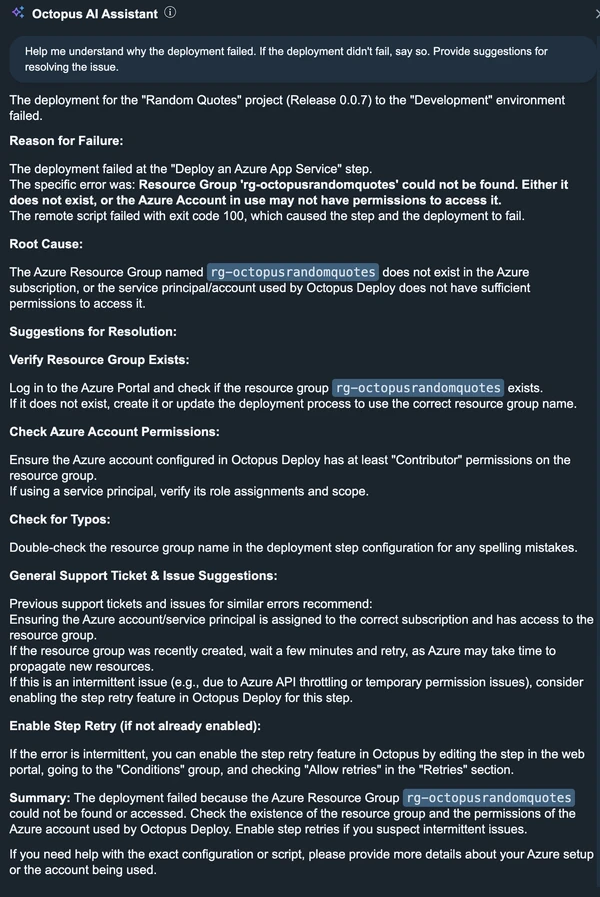 Octopus AI Assistant
Help me understand why the deployment failed. If the deployment didn't fail, say so. Provide suggestions for
resolving the issue.
The deployment for the "Random Quotes" project (Release 0.0.7) to the "Development" environment
failed.
Reason for Failure:
The deployment failed at the "Deploy an Azure App Service" step.
The specific error was: Resource Group 'rg-octopusrandomquotes' could not be found. Either it
does not exist, or the Azure Account in use may not have permissions to access it.
The remote script failed with exit code 100, which caused the step and the deployment to fail.
Root Cause:
The Azure Resource Group named rg-octopusrandomquotes does not exist in the Azure
subscription, or the service principal/account used by Octopus Deploy does not have sufficient
permissions to access it.
Suggestions for Resolution:
Verify Resource Group Exists:
Log in to the Azure Portal and check if the resource group rg-octopusrandomquotes exists.
If it does not exist, create it or update the deployment process to use the correct resource group name.
Check Azure Account Permissions:
Ensure the Azure account configured in Octopus Deploy has at least "Contributor" permissions on the
resource group.
If using a service principal, verify its role assignments and scope.
Check for Typos:
Double-check the resource group name in the deployment step configuration for any spelling mistakes.
General Support Ticket & Issue Suggestions:
Previous support tickets and issues for similar errors recommend:
Ensuring the Azure account/service principal is assigned to the correct subscription and has access to the
resource group.
If the resource group was recently created, wait a few minutes and retry, as Azure may take time to
propagate new resources.
If this is an intermittent issue (e.g., due to Azure API throttling or temporary permission issues), consider
enabling the step retry feature in Octopus Deploy for this step.
Enable Step Retry (if not already enabled):
If the error is intermittent, you can enable the step retry feature in Octopus by editing the step in the web
portal, going to the "Conditions" group, and checking "Allow retries" in the "Retries" section.
Summary: The deployment failed because the Azure Resource Group rg-octopusrandomquotes
could not be found or accessed. Check the existence of the resource group and the permissions of the
Azure account used by Octopus Deploy. Enable step retries if you suspect intermittent issues.
If you need help with the exact configuration or script, please provide more details about your Azure setup
or the account being used.